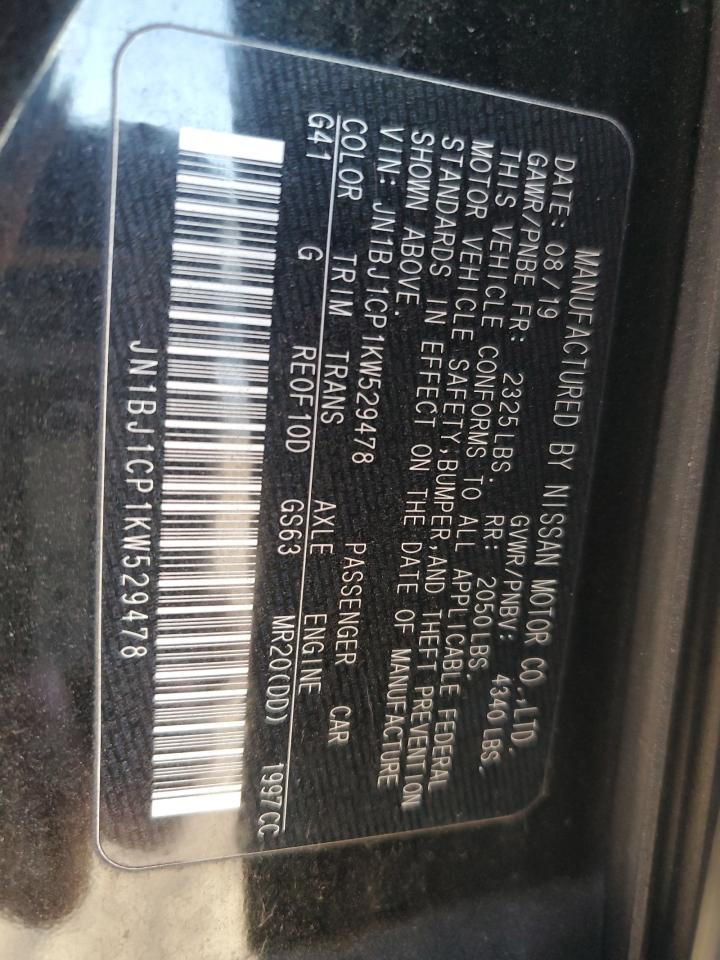 MANUFACTURED BY NISSAN MOTOR CO.,LTD.
DATE: 08/19 GVWR/PNBV: 4340 LBS.
GAWR/PNBE FR: 2325 LBS. RR: 2050 LBS.
THIS VEHICLE CONFORMS TO ALL APPLICABLE FEDERAL
MOTOR VEHICLE SAFETY,BUMPER,AND THEFT PREVENTION
STANDARDS IN EFFECT ON THE DATE OF MANUFACTURE
SHOWN ABOVE.
VIN: JN1BJ1CP1KW529478 PASSENGER CAR
COLOR TRIM TRANS AXLE ENGINE
G41 G REOF10D GS63 MR20(DD) 1997CC
JN1BJ1CP1KW529478